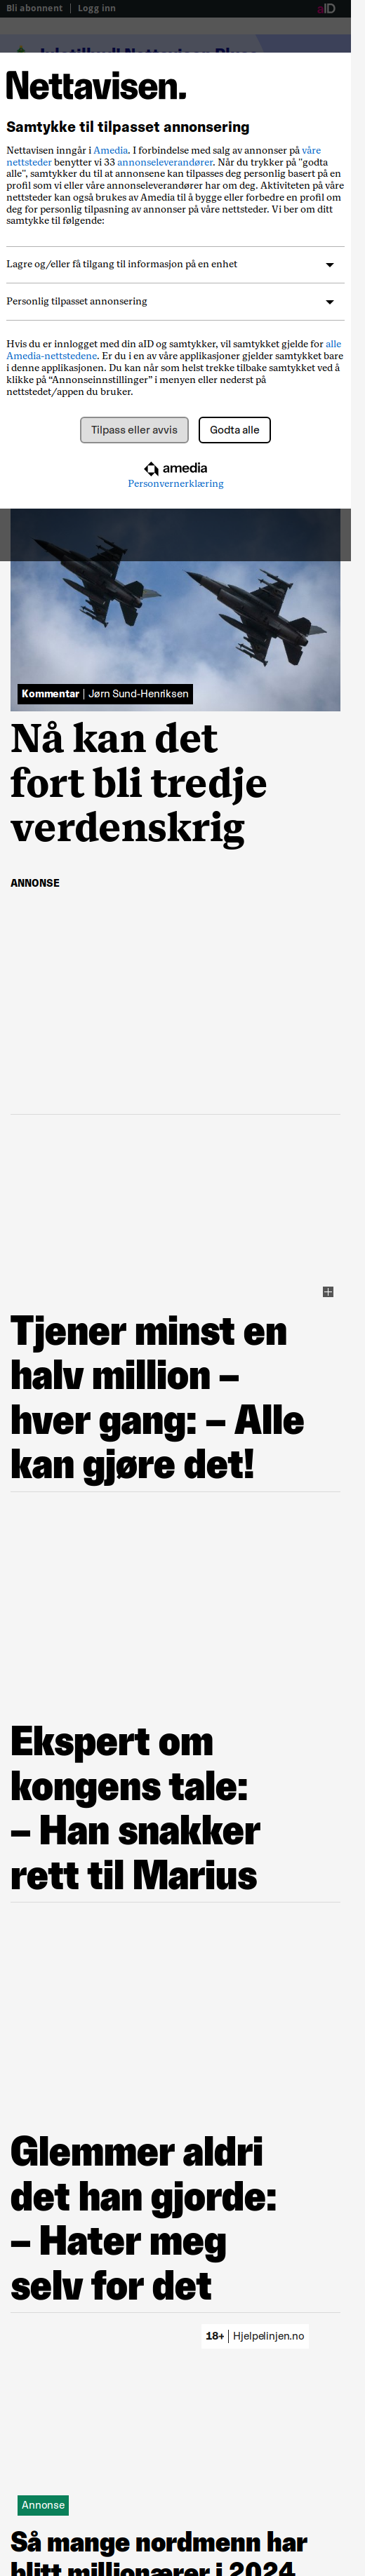 Bli abonnent | Logg inn
aID
Nettavisen.
Samtykke til tilpasset annonsering
Nettavisen inngår i Amedia. I forbindelse med salg av annonser på våre
nettsteder benytter vi 33 annonseleverandører. Når du trykker på "godta
alle", samtykker du til at annonsene kan tilpasses deg personlig basert på en
profil som vi eller våre annonseleverandører har om deg. Aktiviteten på våre
nettsteder kan også brukes av Amedia til å bygge eller forbedre en profil om
deg for personlig tilpasning av annonser på våre nettsteder. Vi ber om ditt
samtykke til følgende:
Lagre og/eller få tilgang til informasjon på en enhet
Personlig tilpasset annonsering
Hvis du er innlogget med din aID og samtykker, vil samtykket gjelde for alle
Amedia-nettstedene. Er du i en av våre applikasjoner gjelder samtykket bare
i denne applikasjonen. Du kan når som helst trekke tilbake samtykket ved å
klikke på “Annonseinnstillinger” i menyen eller nederst på
nettstedet/appen du bruker.
Tilpass eller avvis
Godta alle
amedia
Personvernerklæring
Kommentar | Jørn Sund-Henriksen
Nå kan det
fort bli tredje
verdenskrig
ANNONSE
Tjener minst en
halv million –
hver gang: – Alle
kan gjøre det!
Ekspert om
kongens tale:
– Han snakker
rett til Marius
Glemmer aldri
det han gjorde:
– Hater meg
selv for det
18+ | Hjelpelinjen.no
Annonse
Så mange nordmenn har
blitt millionærer i 2024